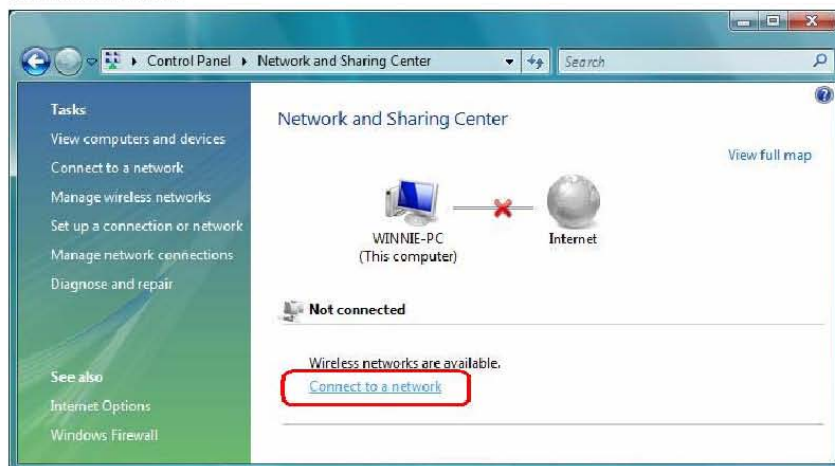 Control Panel ▸ Network and Sharing Center
Search
Tasks
View computers and devices
Connect to a network
Manage wireless networks
Set up a connection or network
Manage network connections
Diagnose and repair
See also
Internet Options
Windows Firewall
Network and Sharing Center
View full map
WINNIE-PC
(This computer)
Internet
Not connected
Wireless networks are available.
Connect to a network